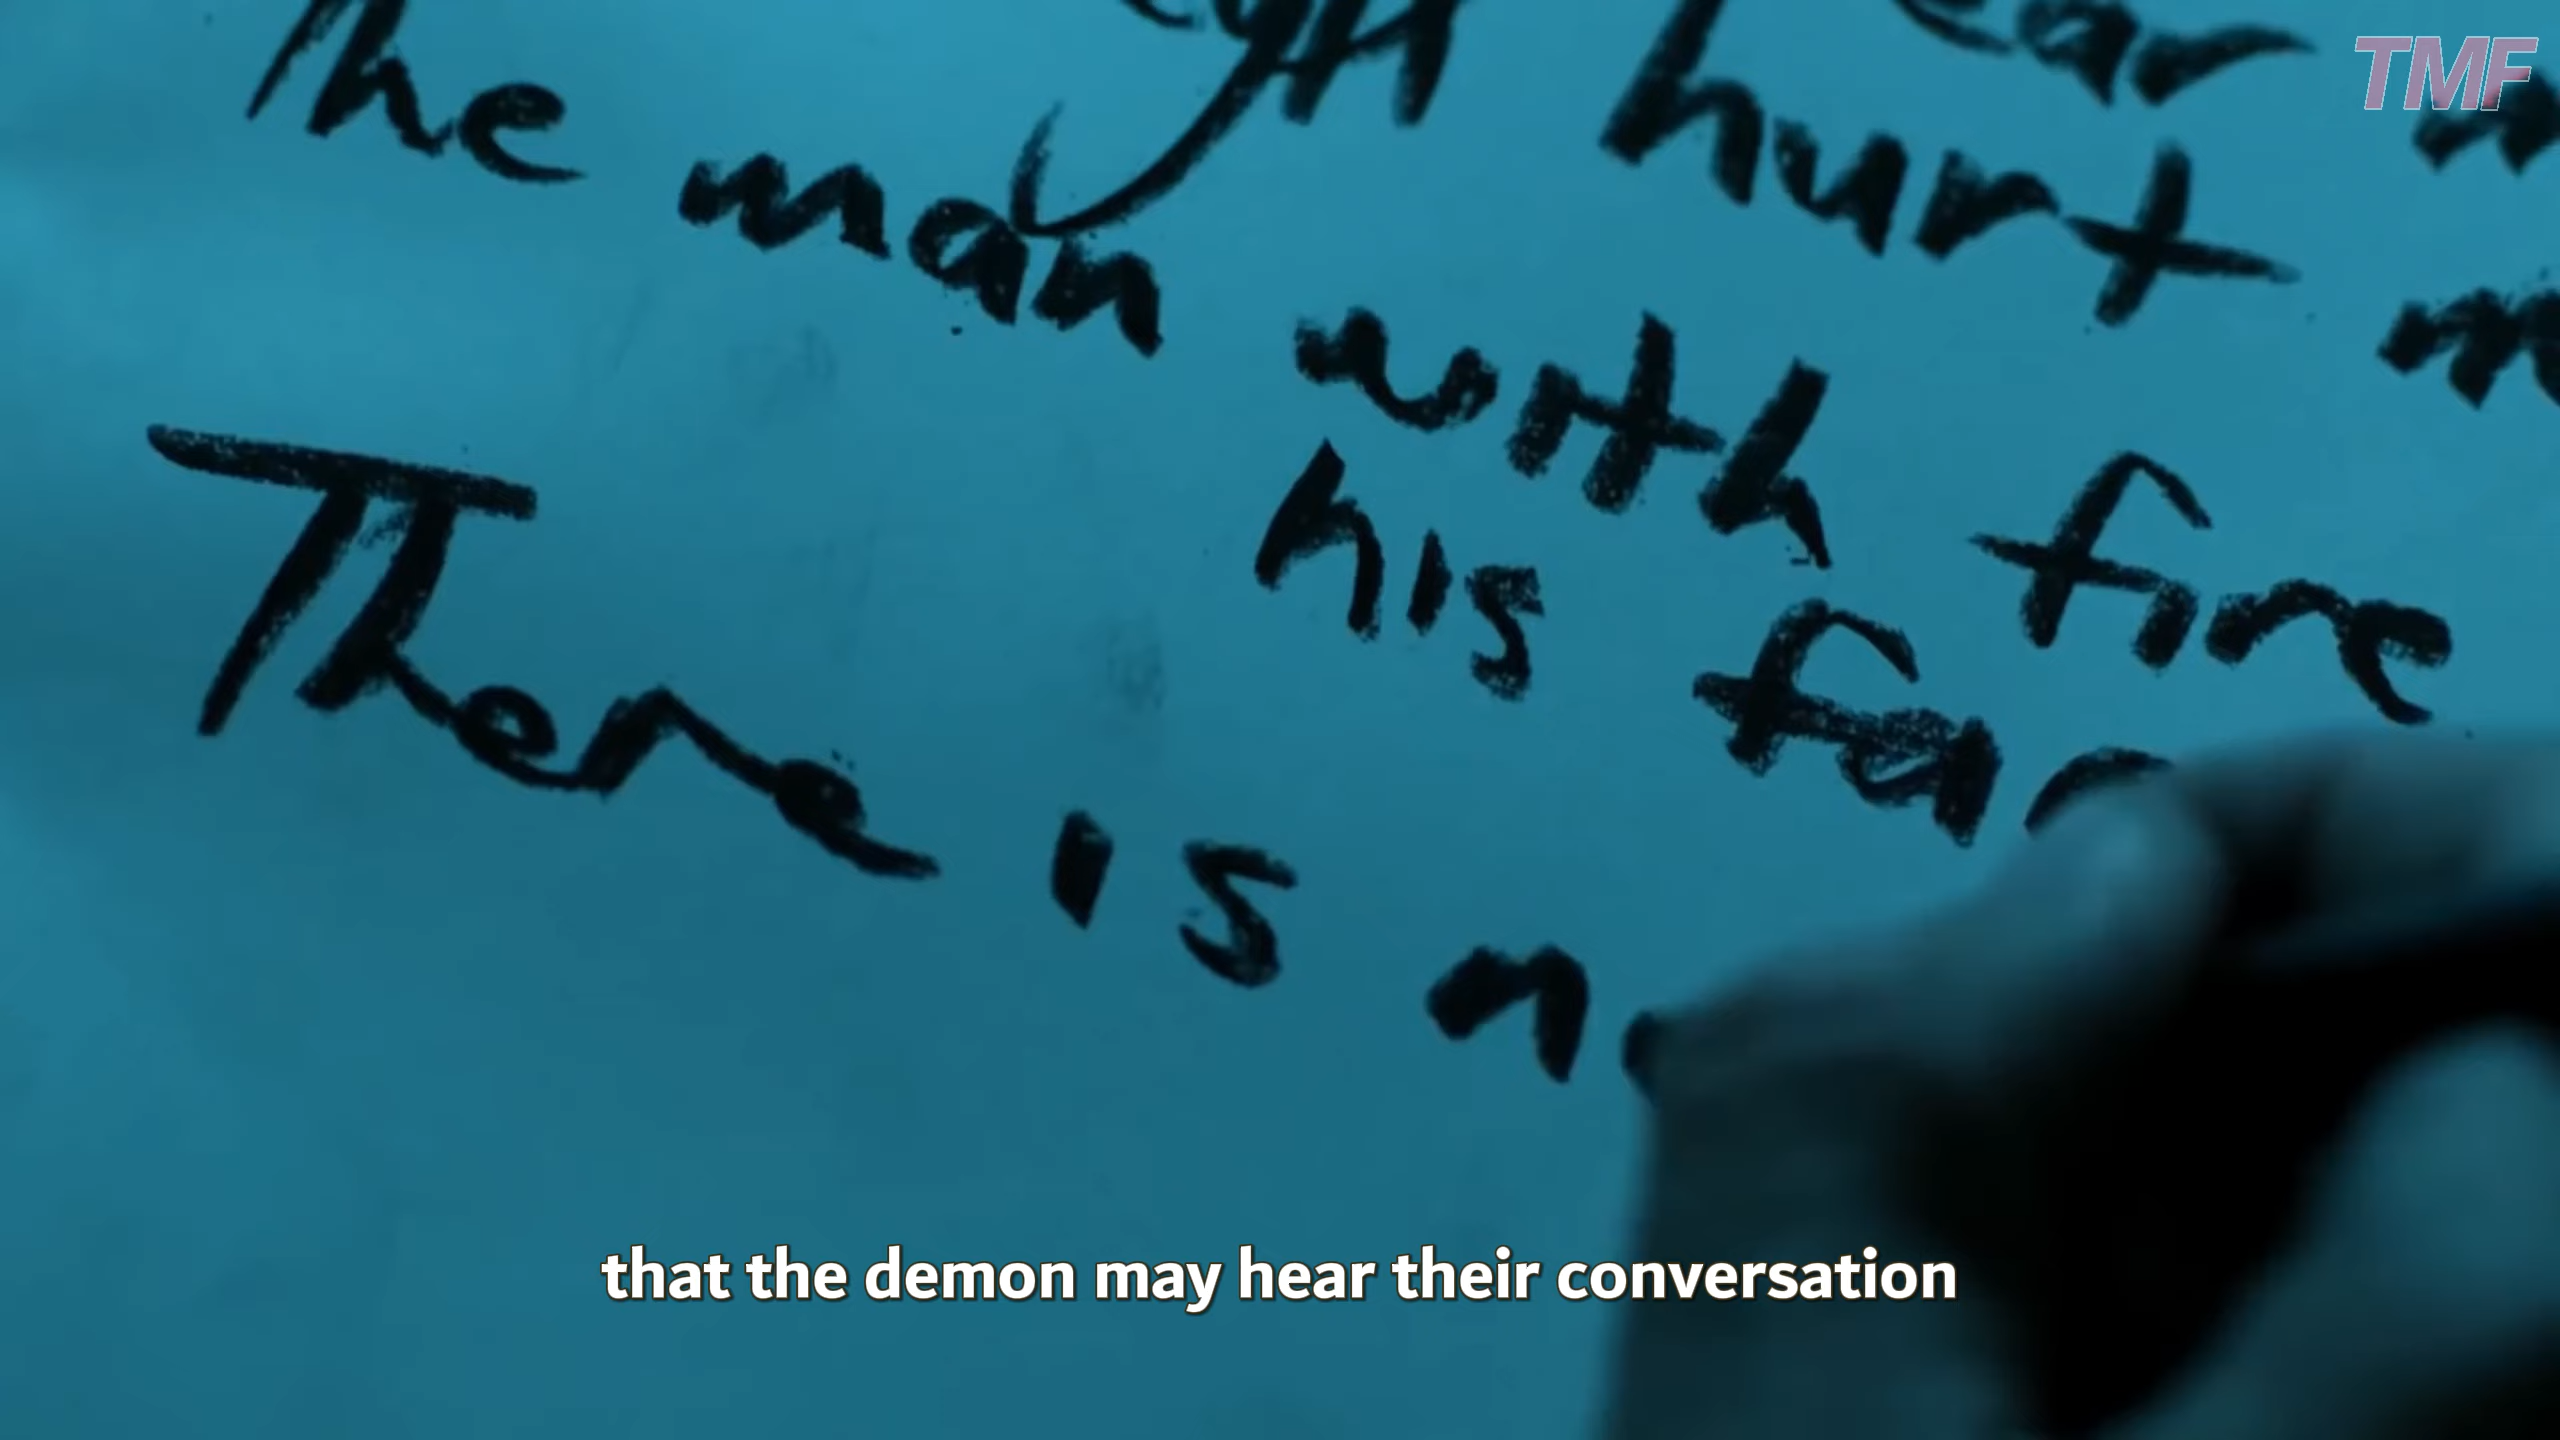 TMF
hurt
The man with fire
his
There is
that the demon may hear their conversation